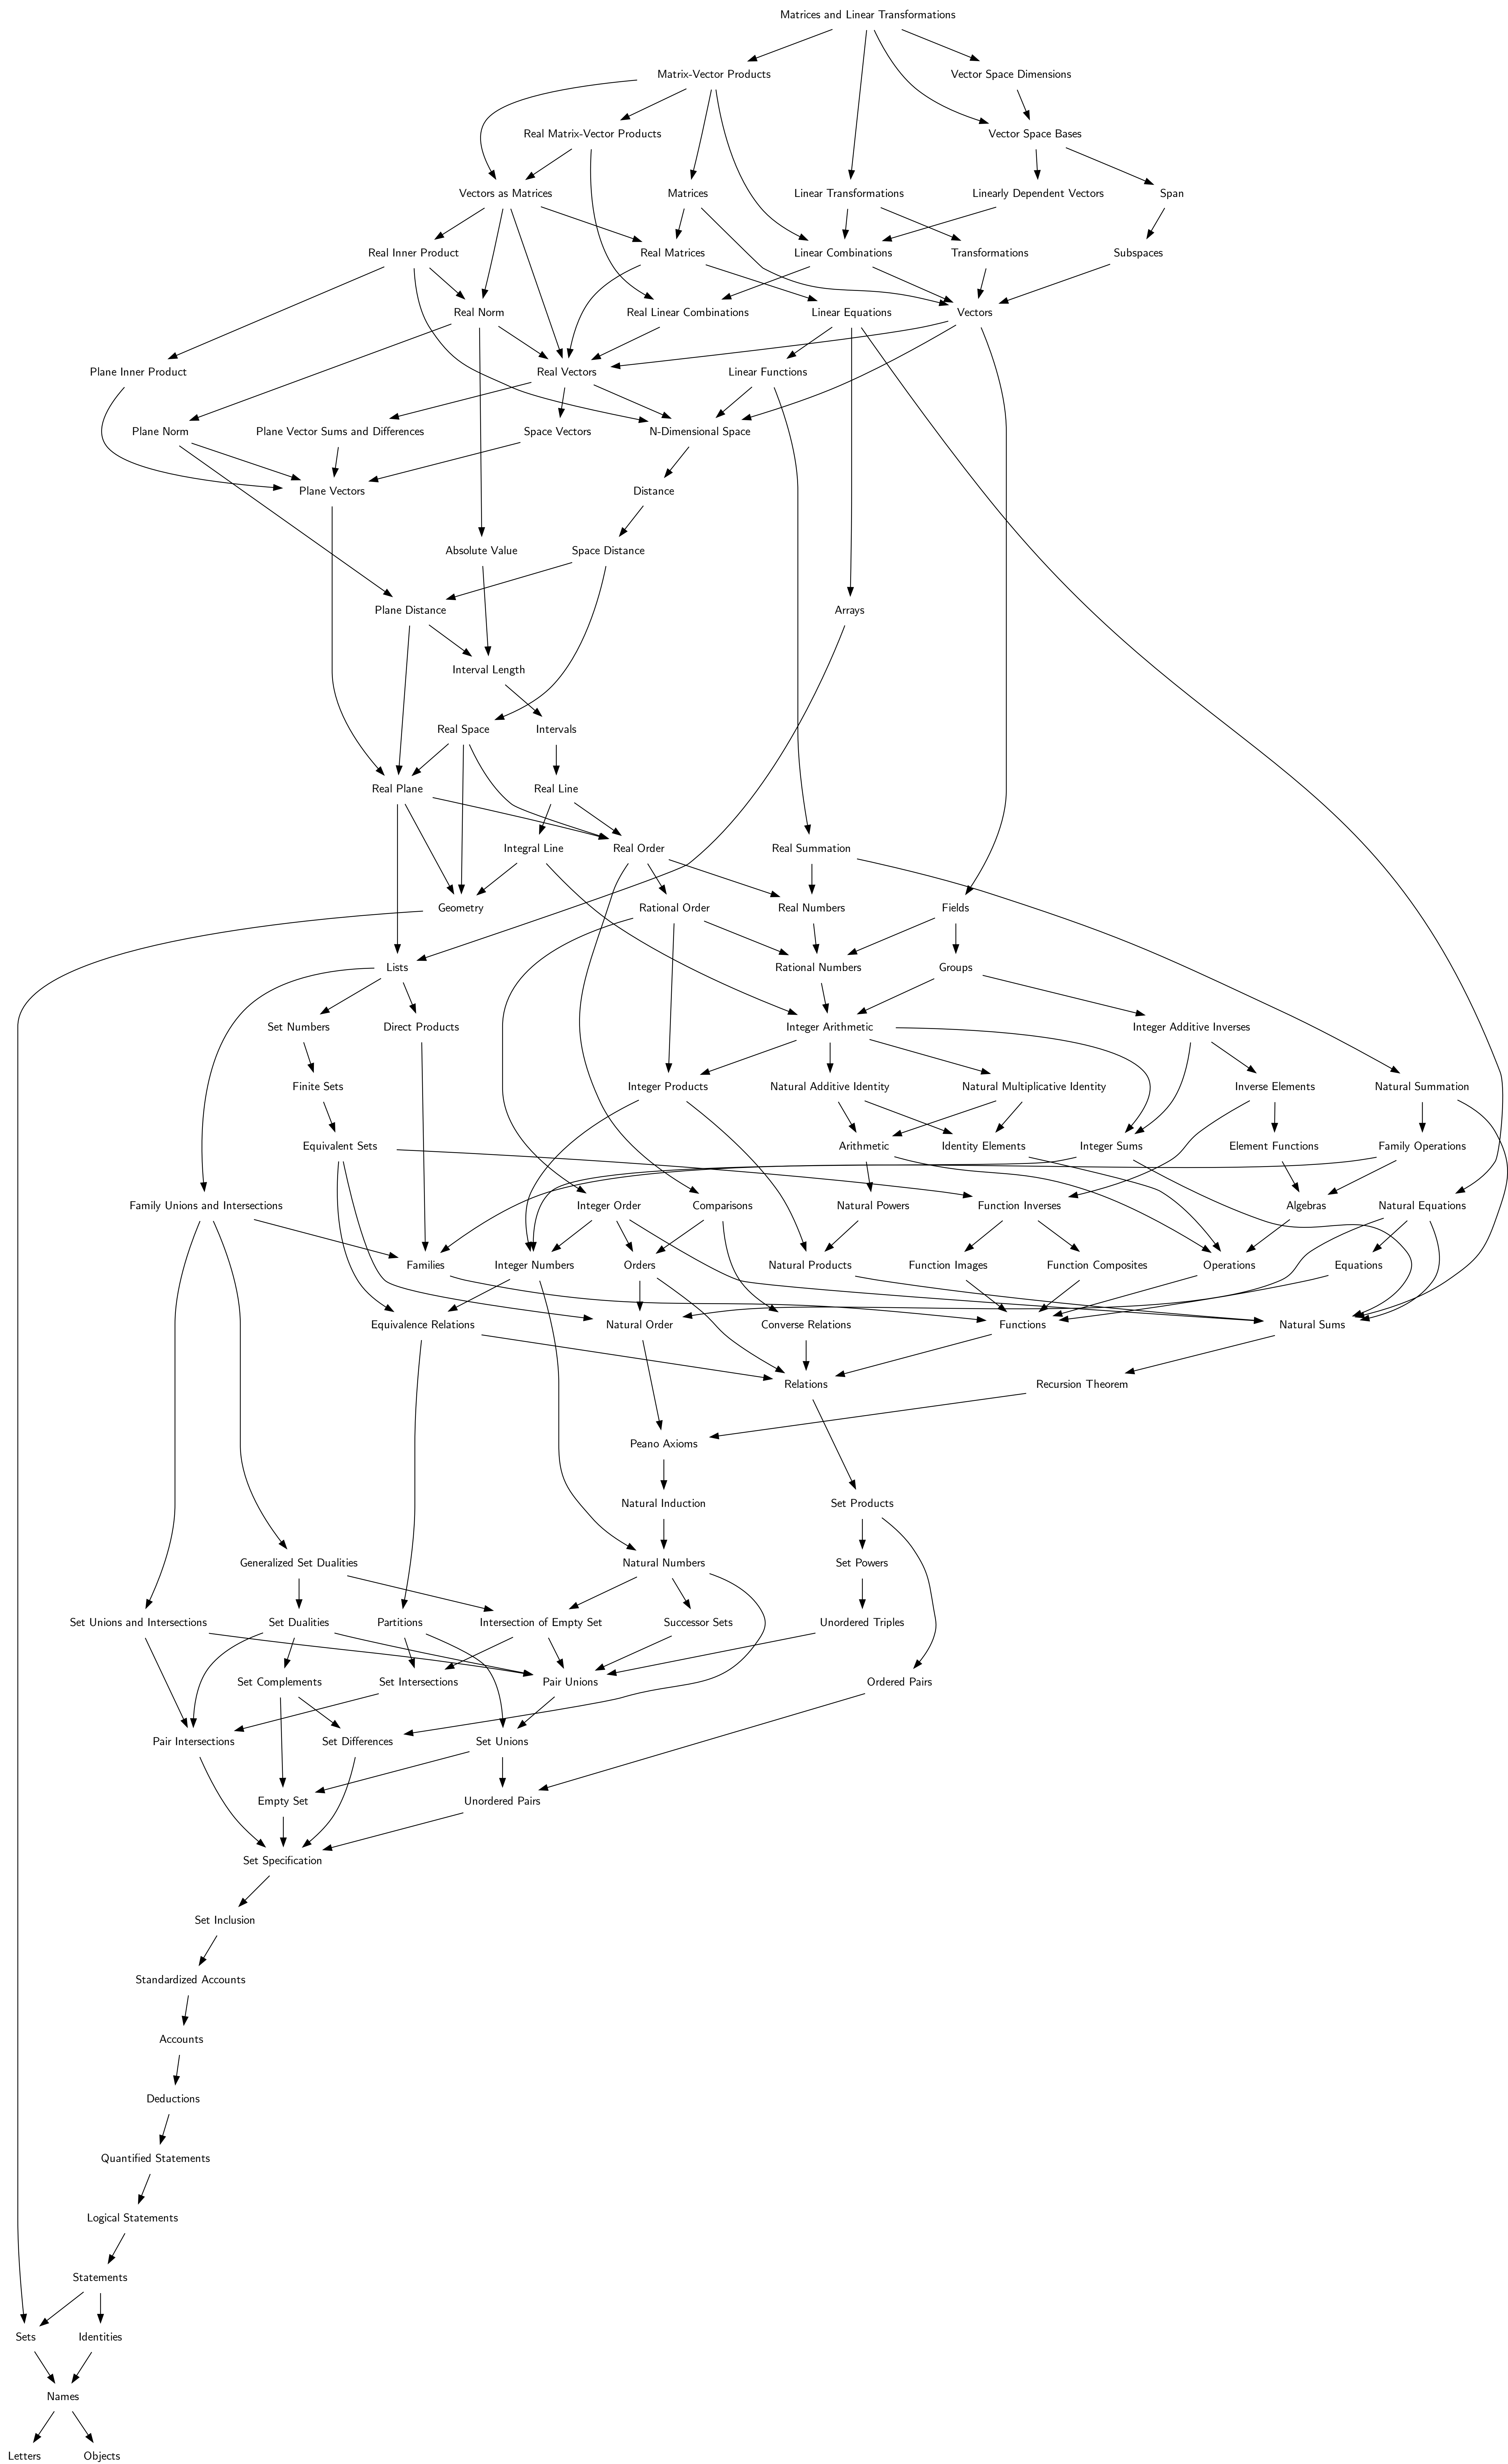 Matrices and Linear Transformations
Matrix-Vector Products
Vector Space Dimensions
Real Matrix-Vector Products
Vector Space Bases
Vectors as Matrices
Matrices
Linear Transformations
Linearly Dependent Vectors
Span
Real Inner Product
Real Matrices
Linear Combinations
Transformations
Subspaces
Real Norm
Real Linear Combinations
Linear Equations
Vectors
Plane Inner Product
Real Vectors
Linear Functions
Plane Norm
Plane Vector Sums and Differences
Space Vectors
N-Dimensional Space
Plane Vectors
Distance
Absolute Value
Space Distance
Plane Distance
Arrays
Interval Length
Real Space
Intervals
Real Plane
Real Line
Integral Line
Real Order
Real Summation
Geometry
Rational Order
Real Numbers
Fields
Lists
Rational Numbers
Groups
Set Numbers
Direct Products
Integer Arithmetic
Integer Additive Inverses
Finite Sets
Integer Products
Natural Additive Identity
Natural Multiplicative Identity
Inverse Elements
Natural Summation
Equivalent Sets
Arithmetic
Identity Elements
Integer Sums
Element Functions
Family Operations
Family Unions and Intersections
Integer Order
Comparisons
Natural Powers
Function Inverses
Algebras
Natural Equations
Families
Integer Numbers
Orders
Natural Products
Function Images
Function Composites
Operations
Equations
Equivalence Relations
Natural Order
Converse Relations
Functions
Natural Sums
Relations
Recursion Theorem
Peano Axioms
Natural Induction
Set Products
Generalized Set Dualities
Natural Numbers
Set Powers
Set Unions and Intersections
Set Dualities
Partitions
Intersection of Empty Set
Successor Sets
Unordered Triples
Set Complements
Set Intersections
Pair Unions
Ordered Pairs
Pair Intersections
Set Differences
Set Unions
Empty Set
Unordered Pairs
Set Specification
Set Inclusion
Standardized Accounts
Accounts
Deductions
Quantified Statements
Logical Statements
Statements
Sets
Identities
Names
Letters
Objects